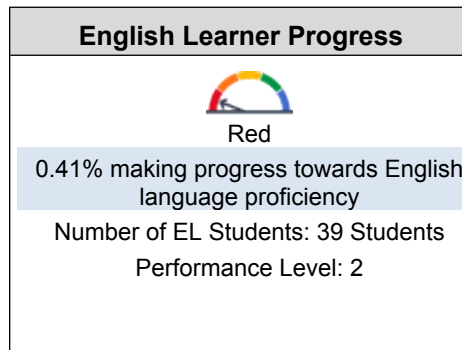 English Learner Progress
Red
0.41% making progress towards English
language proficiency
Number of EL Students: 39 Students
Performance Level: 2